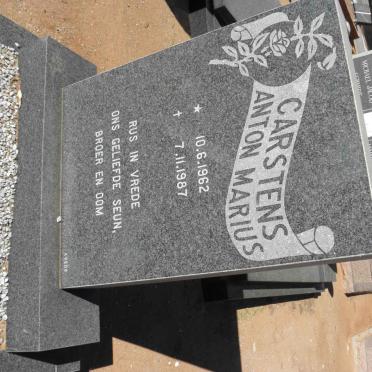 CARSTENS
ANTON MARIUS
★ 10.6.1962
✝ 7.11.1987
RUS IN VREDE
ONS GELIEFDE SEUN,
BROER EN OOM